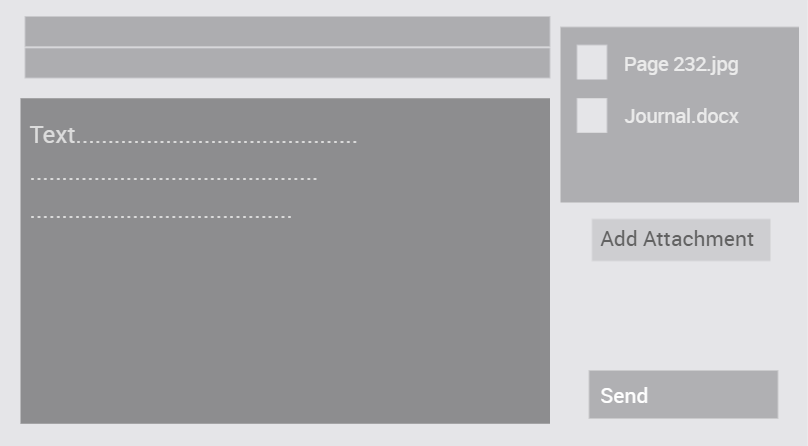 Text............................................
.............................................
.........................................
Page 232.jpg
Journal.docx
Add Attachment
Send